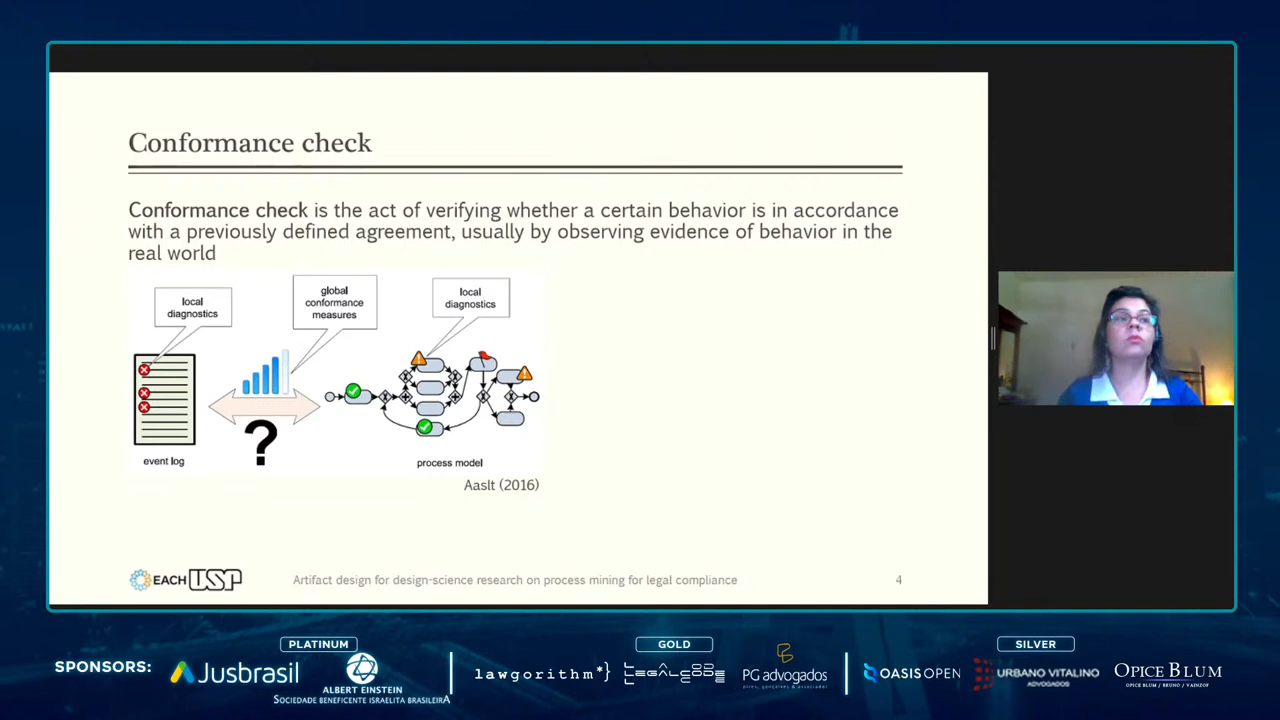 Conformance check
Conformance check is the act of verifying whether a certain behavior is in accordance
with a previously defined agreement, usually by observing evidence of behavior in the
real world
local
diagnostics
global
conformance
measures
local
diagnostics
?
event log
process model
Aaslt (2016)
EACH USP
Artifact design for design-science research on process mining for legal compliance
4
SPONSORS:
PLATINUM
Jusbrasil
ALBERT EINSTEIN
SOCIEDADE BENEFICENTE ISRAELITA BRASILEIRA
GOLD
lawgorithm*}
PG advogados
SILVER
OASIS OPEN
URBANO VITALINO
ADVOGADOS
OPICE BLUM
OPICE BLUM / BRUNO / VAINZOF